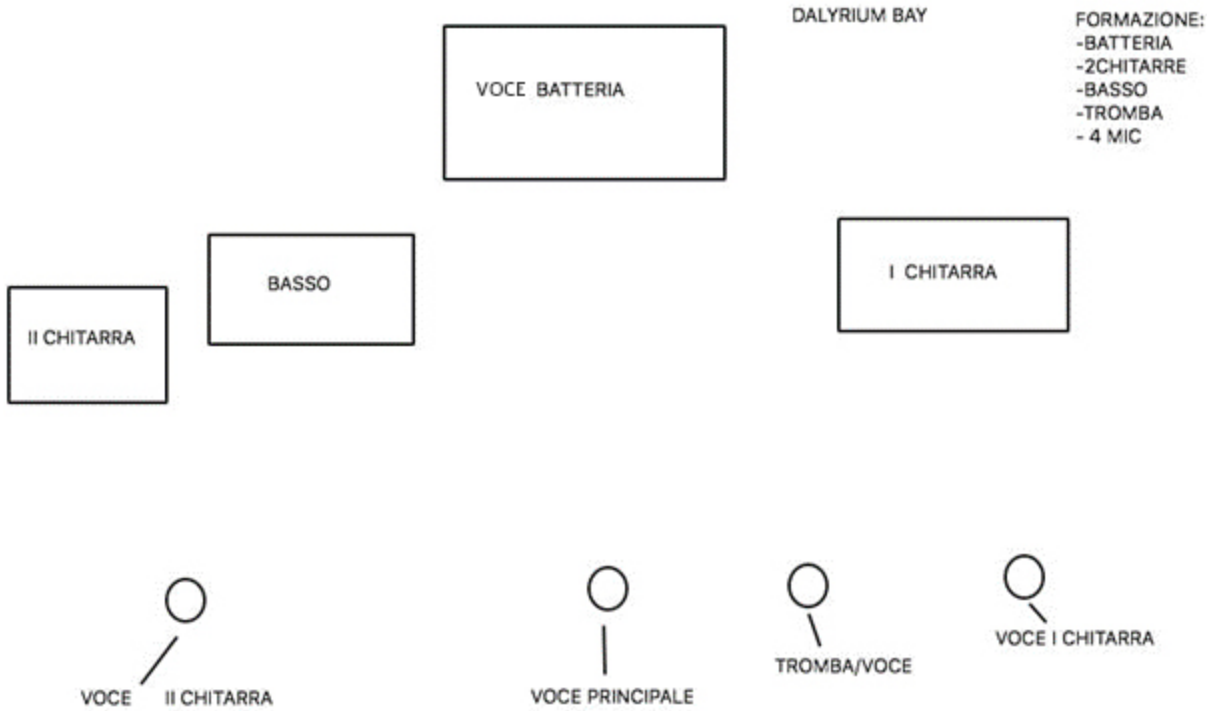 DALYRIUM BAY
FORMAZIONE:
-BATTERIA
-2CHITARRE
-BASSO
-TROMBA
- 4 MIC
VOCE BATTERIA
I CHITARRA
BASSO
II CHITARRA
VOCE I CHITARRA
TROMBA/VOCE
VOCE PRINCIPALE
VOCE II CHITARRA